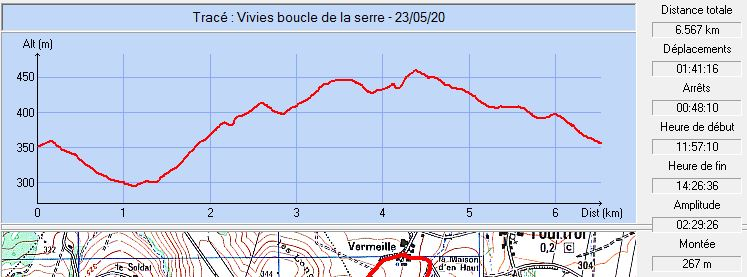 Tracé : Vivies boucle de la serre - 23/05/20
Alt (m)
450
400
350
300
0
1
2
3
4
5
6
Dist (km)
Distance totale
6.567 km
Déplacements
01:41:16
Arrêts
00:48:10
Heure de début
11:57:10
Heure de fin
14:26:36
Amplitude
02:29:26
Montée
267 m
322
le Soldat
Vermeille
la Maison
d'en Haut
304
0,2
C